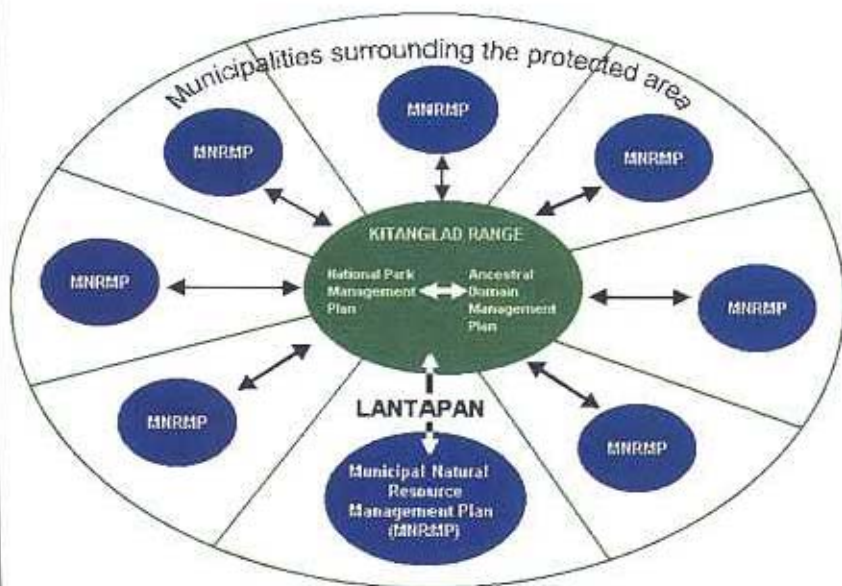 Municipalities surrounding the protected area
MNRMP
MNRMP
MNRMP
KITANGLAD RANGE
National Park
Management
Plan
Ancestral
Domain
Management
Plan
MNRMP
MNRMP
MNRMP
MNRMP
LANTAPAN
Municipal Natural
Resource
Management Plan
(MNRMP)